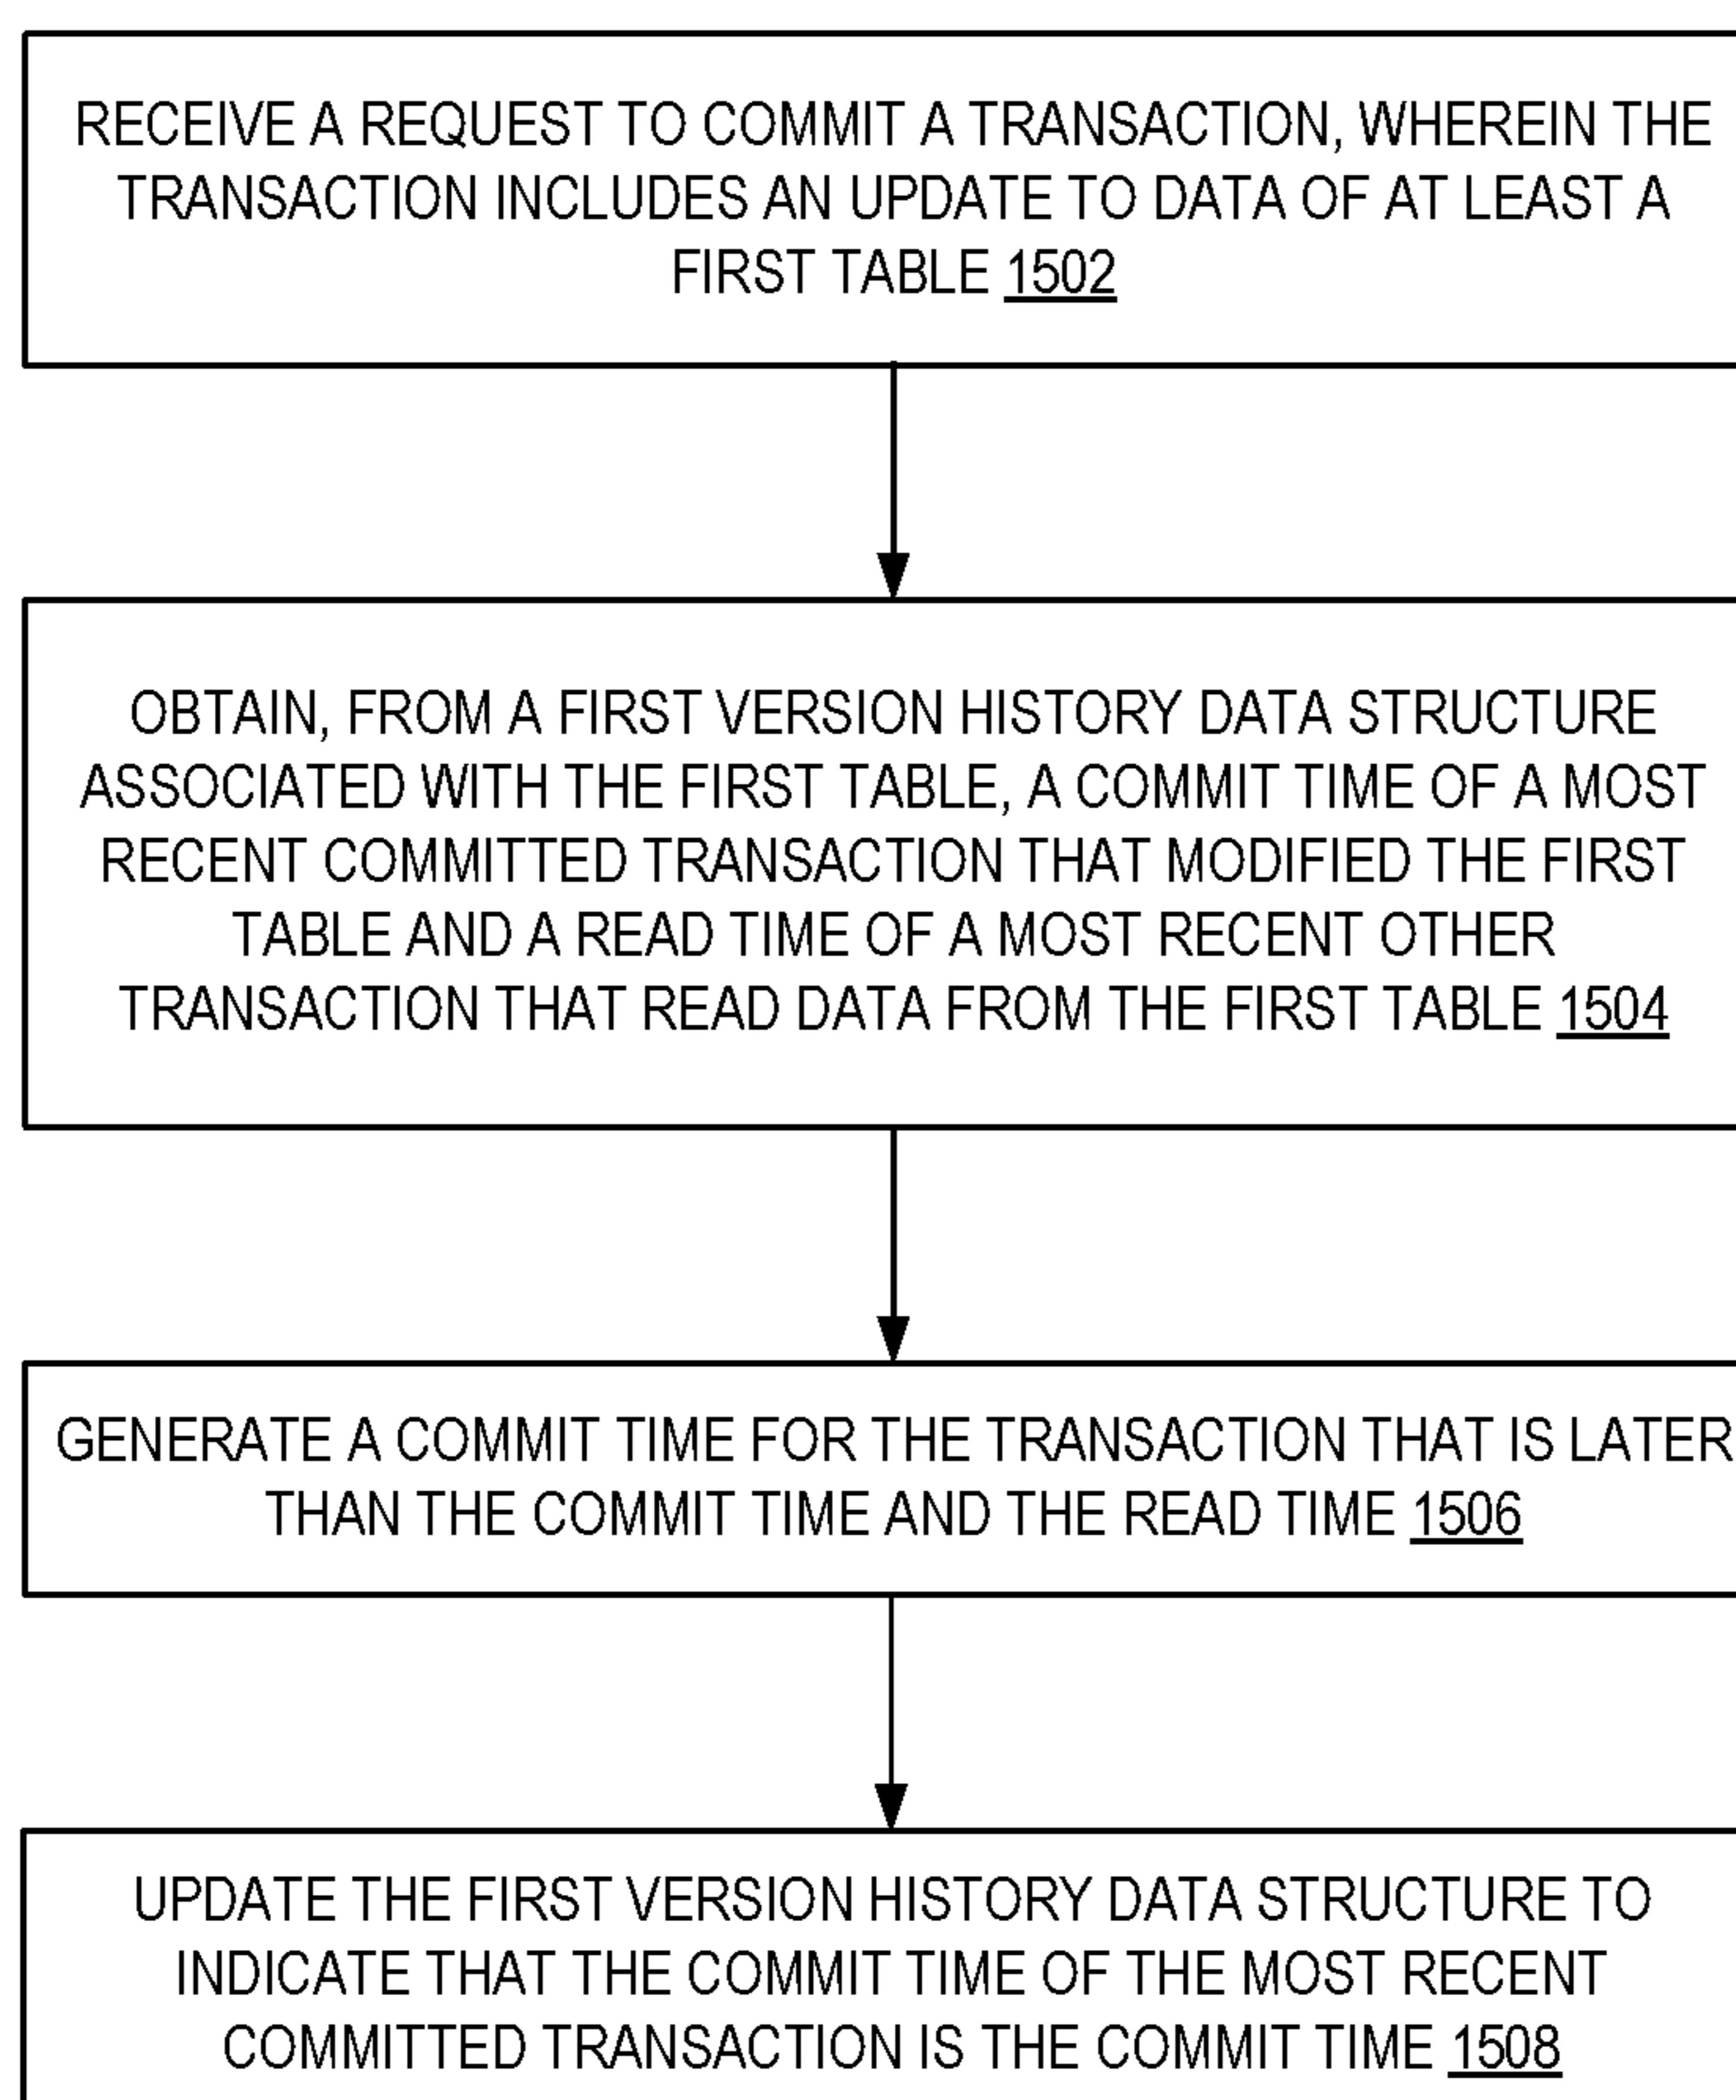 RECEIVE A REQUEST TO COMMIT A TRANSACTION, WHEREIN THE
TRANSACTION INCLUDES AN UPDATE TO DATA OF AT LEAST A
FIRST TABLE 1502
OBTAIN, FROM A FIRST VERSION HISTORY DATA STRUCTURE
ASSOCIATED WITH THE FIRST TABLE, A COMMIT TIME OF A MOST
RECENT COMMITTED TRANSACTION THAT MODIFIED THE FIRST
TABLE AND A READ TIME OF A MOST RECENT OTHER
TRANSACTION THAT READ DATA FROM THE FIRST TABLE 1504
GENERATE A COMMIT TIME FOR THE TRANSACTION THAT IS LATER
THAN THE COMMIT TIME AND THE READ TIME 1506
UPDATE THE FIRST VERSION HISTORY DATA STRUCTURE TO
INDICATE THAT THE COMMIT TIME OF THE MOST RECENT
COMMITTED TRANSACTION IS THE COMMIT TIME 1508